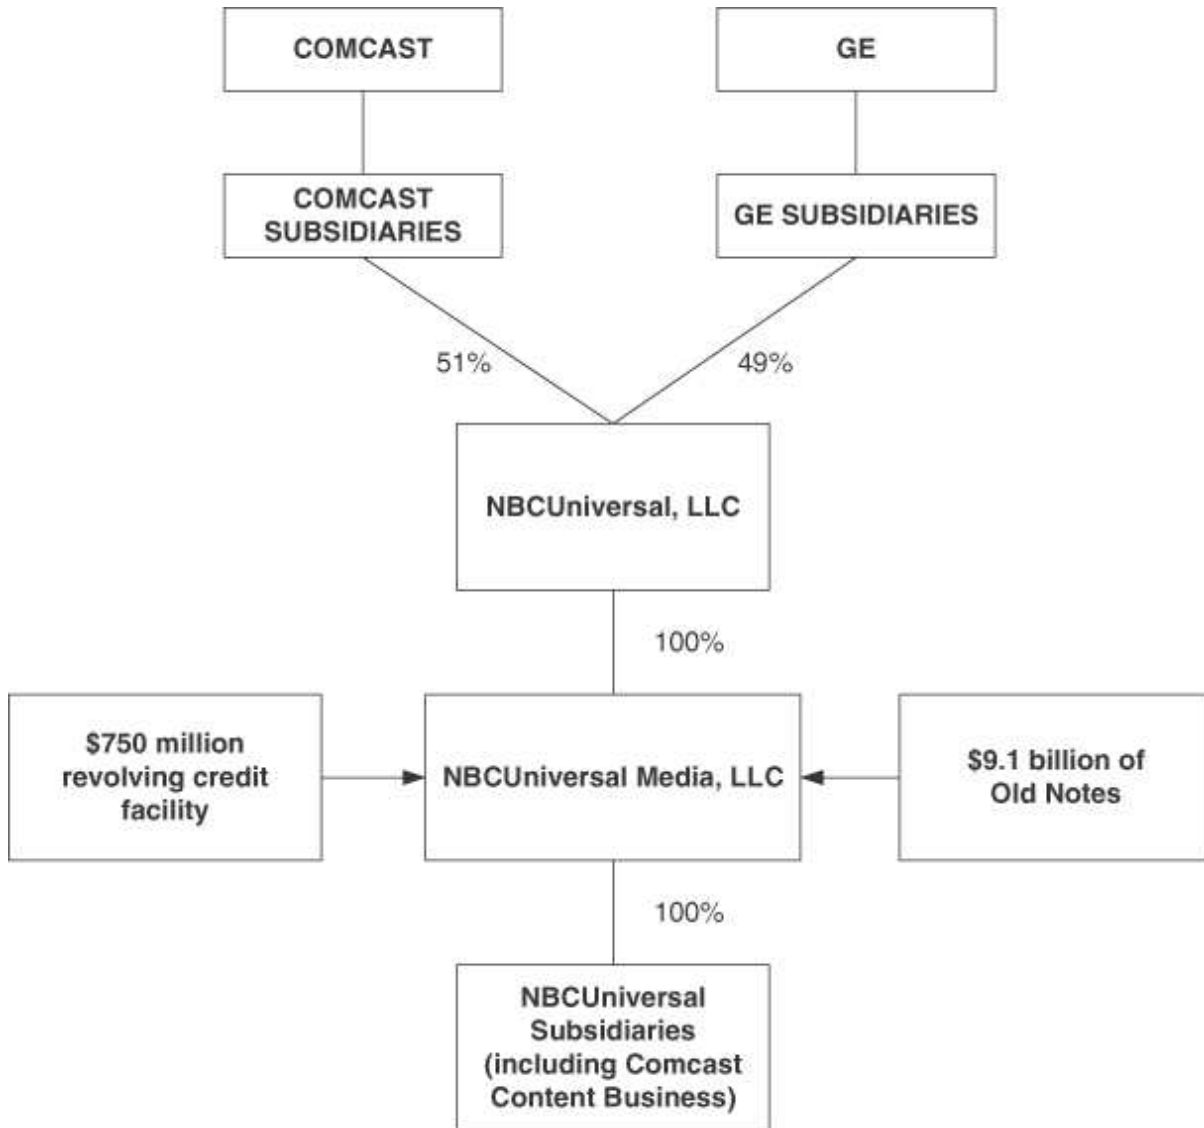 COMCAST
GE
COMCAST
SUBSIDIARIES
GE SUBSIDIARIES
51%
49%
NBCUniversal, LLC
100%
$750 million
revolving credit
facility
NBCUniversal Media, LLC
$9.1 billion of
Old Notes
100%
NBCUniversal
Subsidiaries
(including Comcast
Content Business)